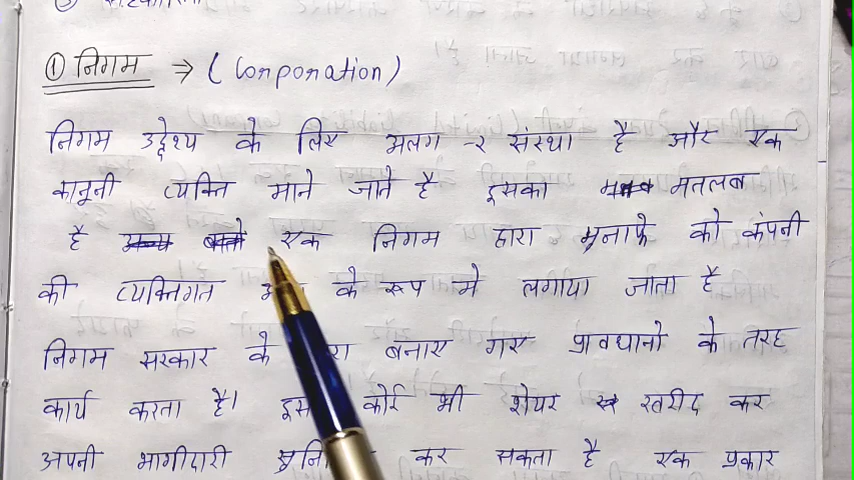 ① निगम ⇒ (Conponation)
निगम उद्देश्य के लिए अलग -२ संस्था है और एक
कानूनी व्यक्ति माने जाते है इसका मतलब
है एक निगम द्वारा मुनाफे को कंपनी
की व्यक्तिगत के रूप मे लगाया जाता है
निगम सरकार के बनाए गए प्रावधानो के तरह
कार्य करता है। कोई भी शेयर खरीद कर
अपनी भागीदारी कर सकता है एक प्रकार